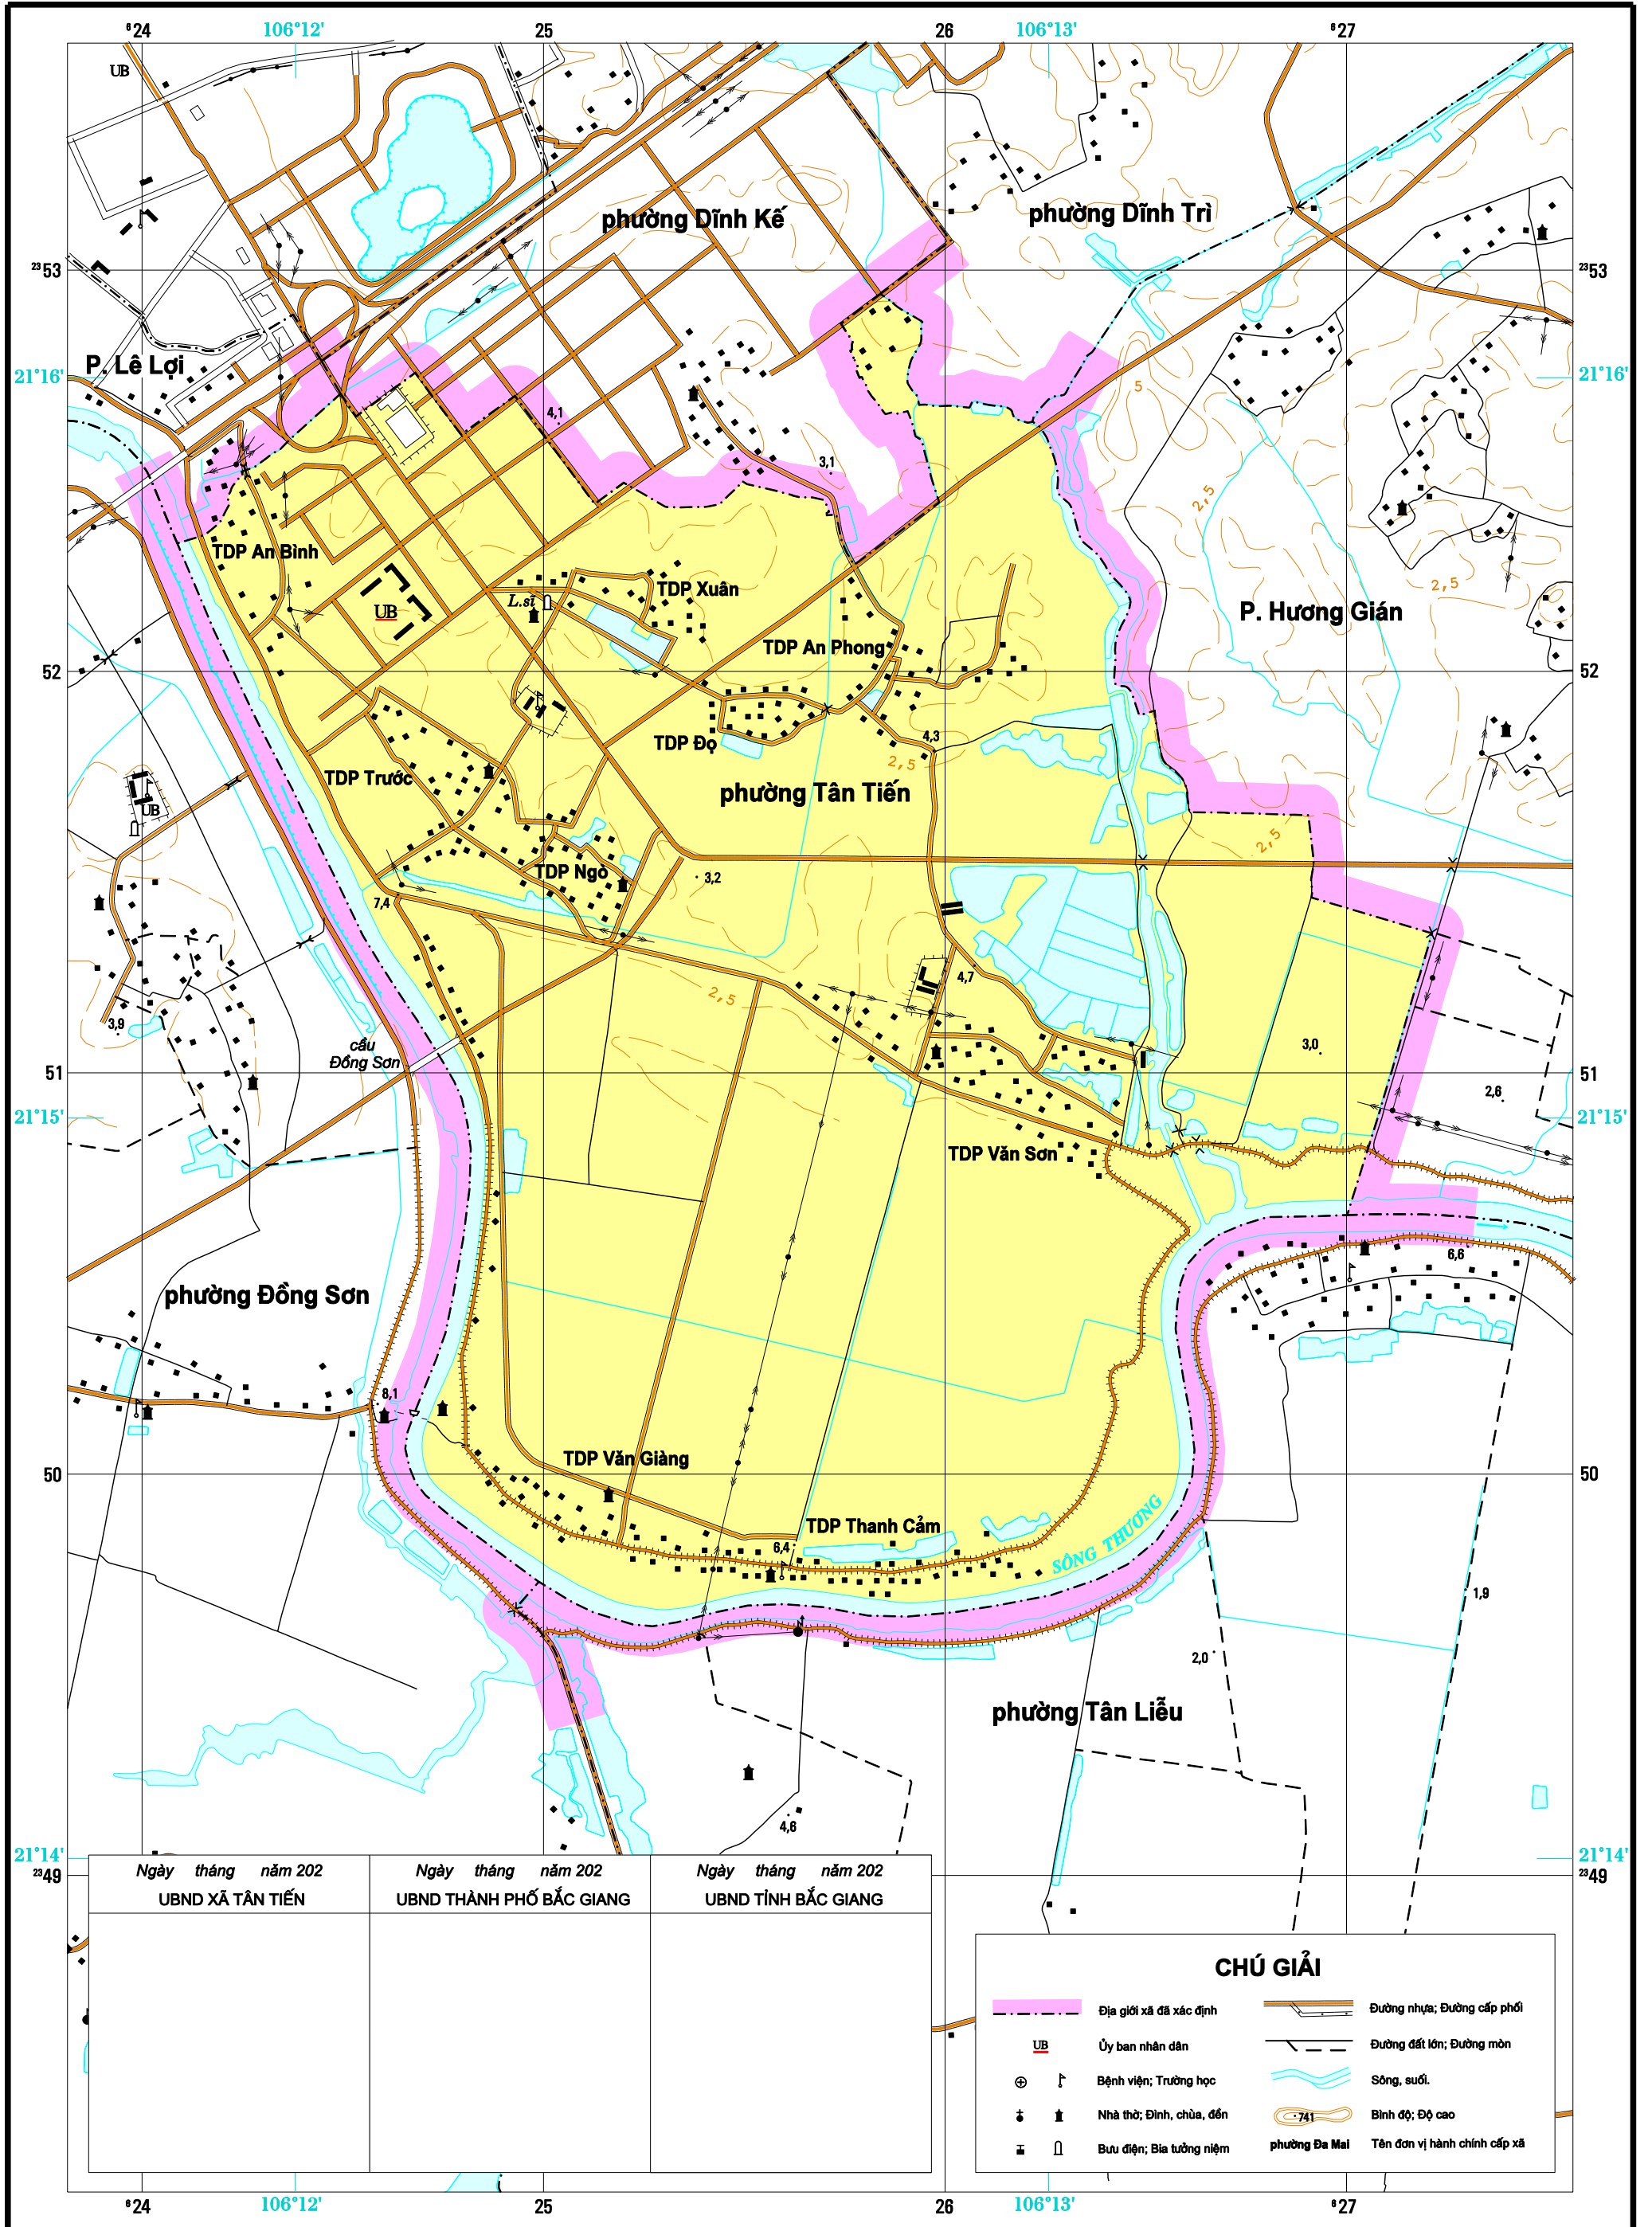 ⁶24
106°12'
25
26
106°13'
⁶27
UB
phường Dĩnh Kế
phường Dĩnh Trì
²³53
²³53
P. Lê Lợi
21°16'
21°16'
5
4,1
3,1
2,5
TDP An Bình
L.sĩ
TDP Xuân
2,5
UB
P. Hương Gián
TDP An Phong
52
52
4,3
TDP Đọ
2,5
TDP Trước
phường Tân Tiến
UB
2,5
TDP Ngò
3,2
7,4
4,7
2,5
3,9
cầu
Đồng Sơn
3,0
51
51
2,6
21°15'
21°15'
TDP Văn Sơn
6,6
phường Đồng Sơn
8,1
TDP Văn Giàng
50
50
TDP Thanh Cảm
6,4
SÔNG THƯƠNG
1,9
2,0
phường Tân Liễu
4,6
21°14'
21°14'
²³49
49
Ngày tháng năm 202
Ngày tháng năm 202
Ngày tháng năm 202
UBND XÃ TÂN TIẾN
UBND THÀNH PHỐ BẮC GIANG
UBND TỈNH BẮC GIANG
CHÚ GIẢI
Địa giới xã đã xác định
Đường nhựa; Đường cấp phối
UB
Ủy ban nhân dân
Đường đất lớn; Đường mòn
Bệnh viện; Trường học
Sông, suối.
Nhà thờ; Đình, chùa, đền
741
Bình độ; Độ cao
Bưu điện; Bia tưởng niệm
phường Đa Mai
Tên đơn vị hành chính cấp xã
⁶24
106°12'
25
26
106°13'
⁶27